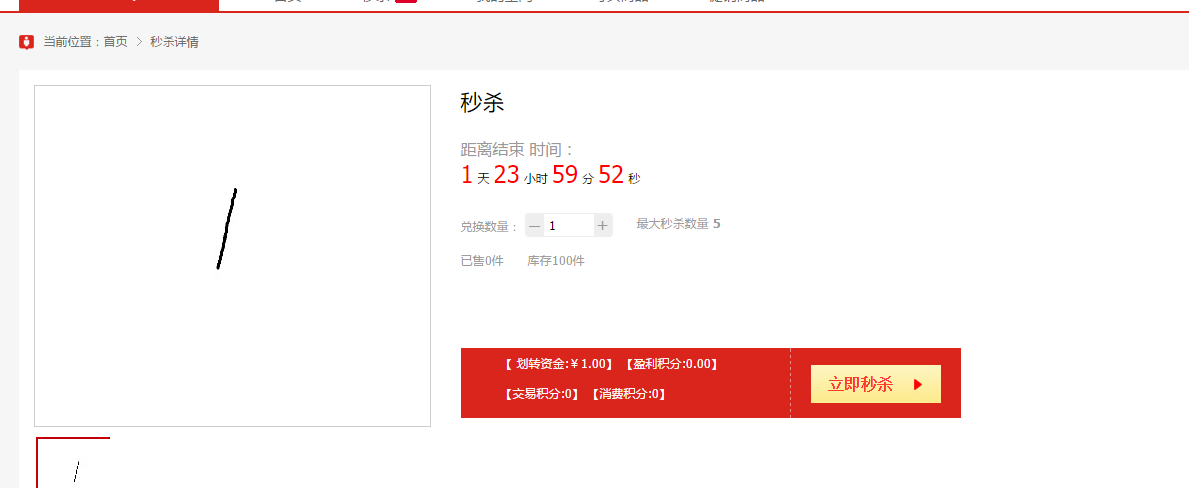 当前位置：首页 > 秒杀详情
秒杀
距离结束 时间：
1 天 23 小时 59 分 52 秒
兑换数量： — 1 + 最大秒杀数量 5
已售0件 库存100件
【 划转资金:￥1.00】 【盈利积分:0.00】
【交易积分:0】 【消费积分:0】
立即秒杀